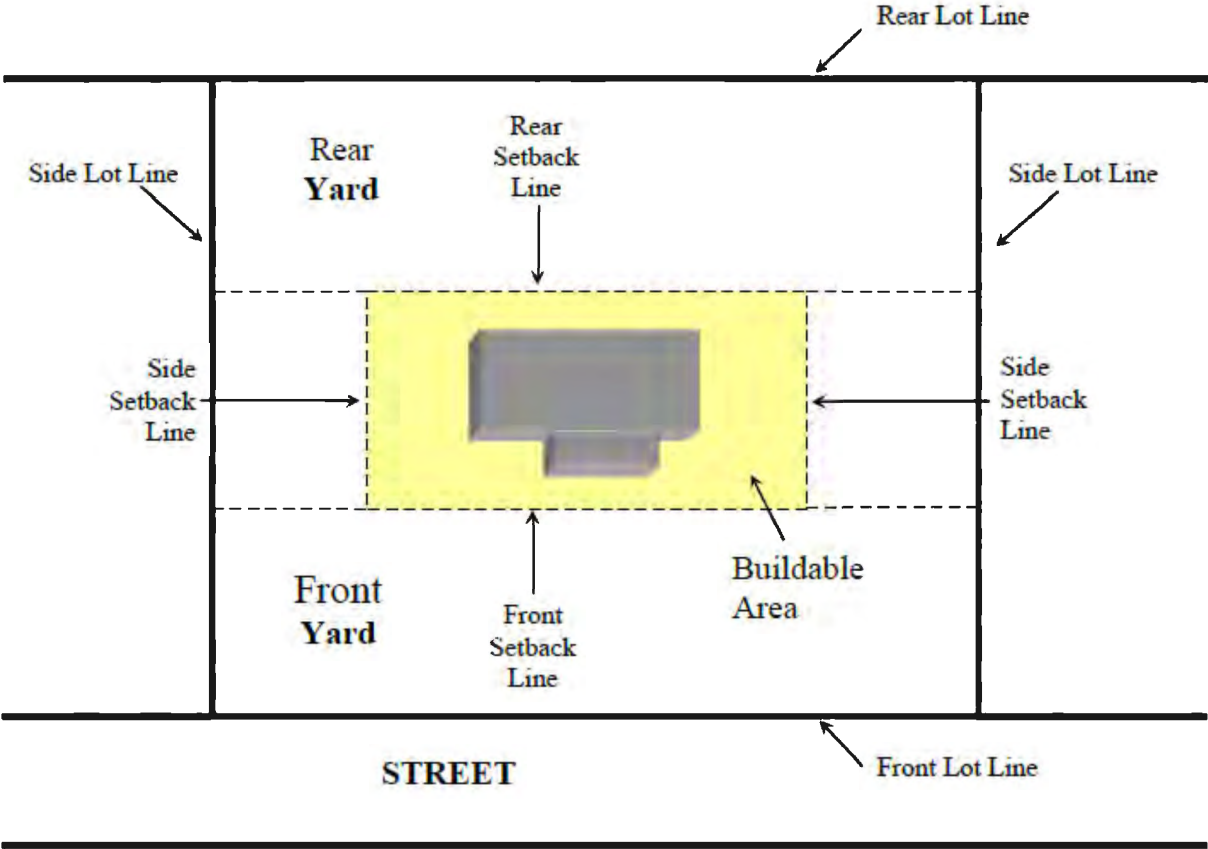 Rear Lot Line
Rear
Yard
Rear
Setback
Line
Side Lot Line
Side Lot Line
Side
Setback
Line
Side
Setback
Line
Buildable
Area
Front
Yard
Front
Setback
Line
STREET
Front Lot Line